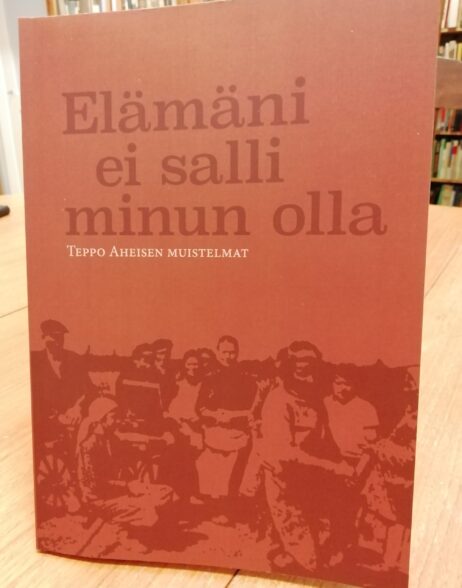 Elämäni
ei salli
minun olla
TEPPO AHEISEN MUISTELMAT